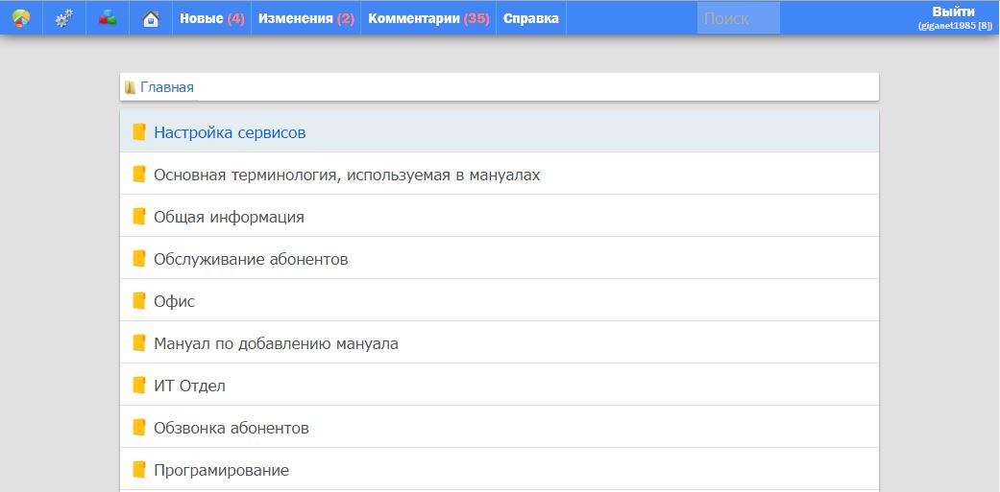 Новые (4) Изменения (2) Комментарии (35) Справка Поиск Выйти
(giganet1985 [8])
Главная
Настройка сервисов
Основная терминология, используемая в мануалах
Общая информация
Обслуживание абонентов
Офис
Мануал по добавлению мануала
ИТ Отдел
Обзвонка абонентов
Програмирование